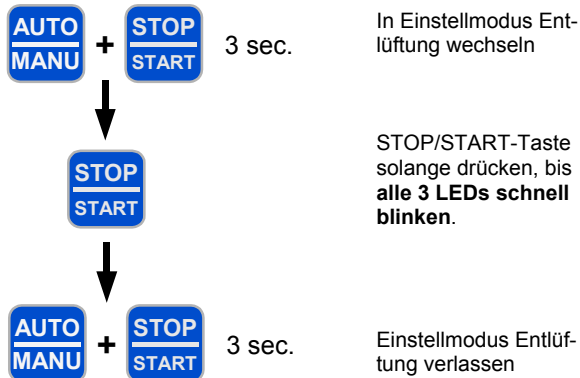 AUTO
MANU
+
STOP
START
3 sec.
In Einstellmodus Ent-
lüftung wechseln
STOP
START
STOP/START-Taste
solange drücken, bis
alle 3 LEDs schnell
blinken.
AUTO
MANU
+
STOP
START
3 sec.
Einstellmodus Entlüf-
tung verlassen